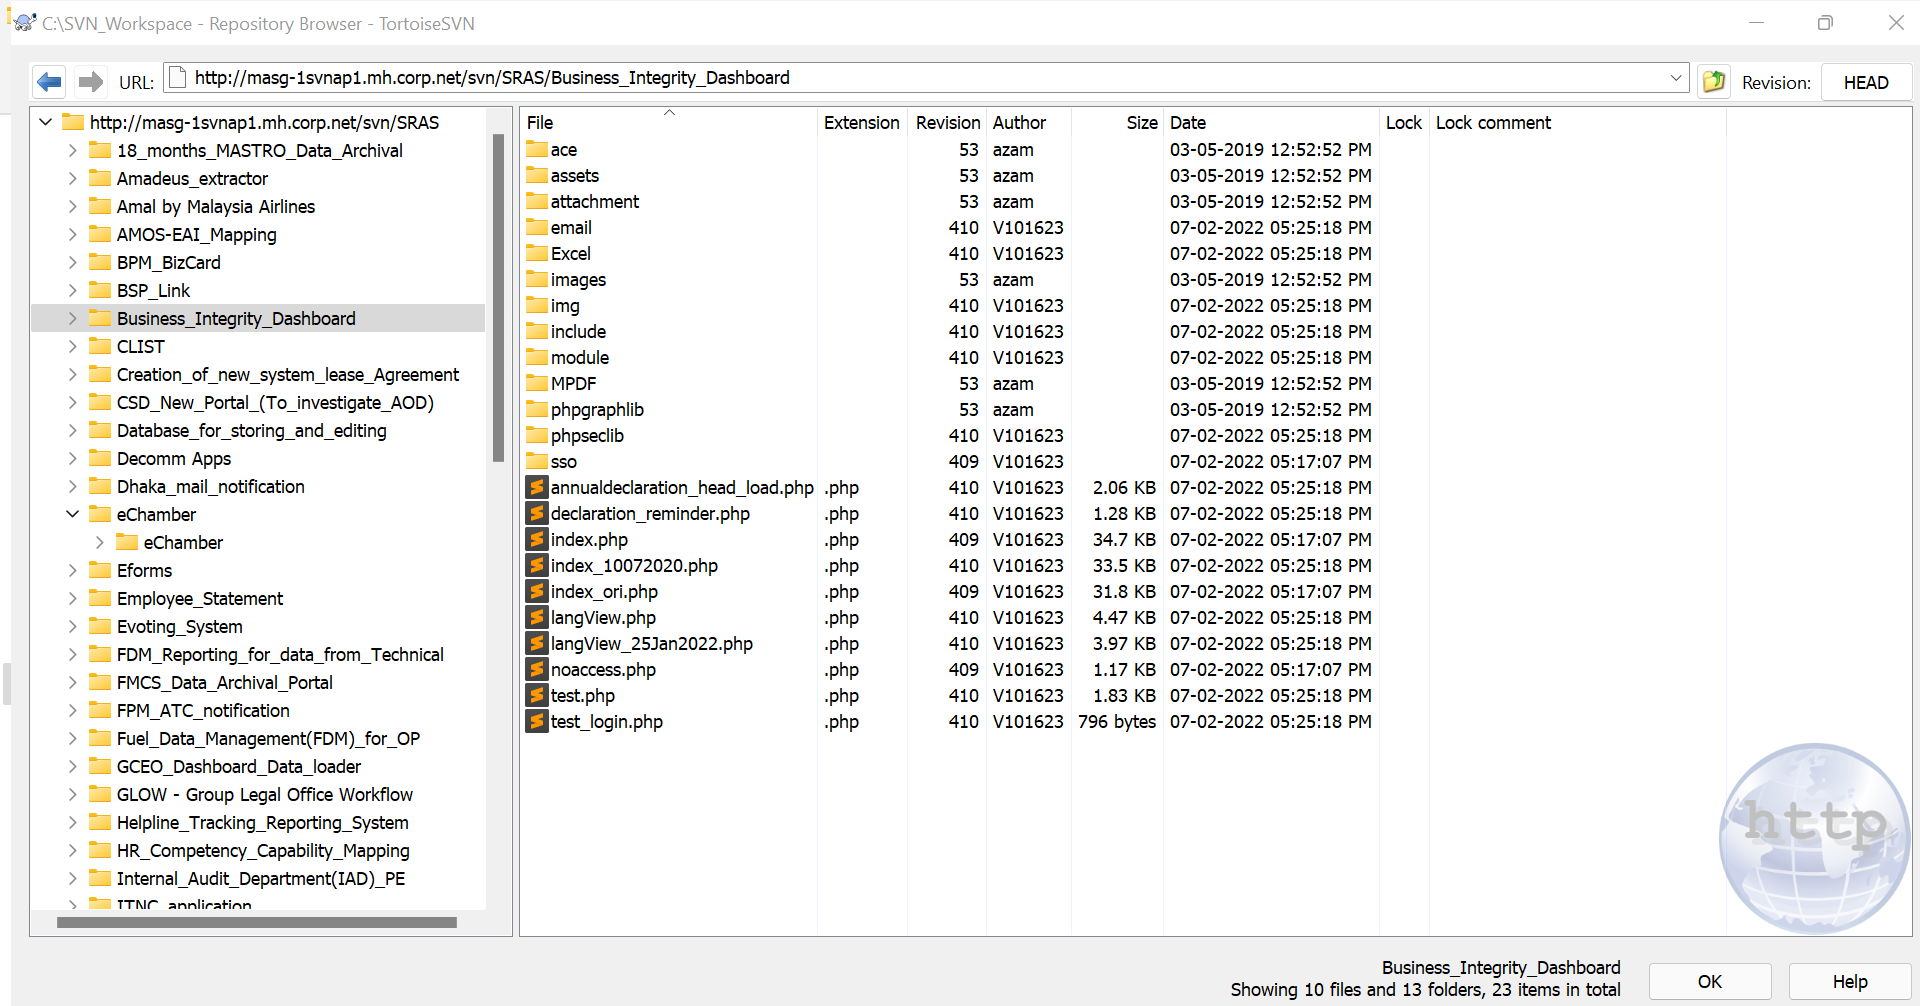 C:\SVN_Workspace - Repository Browser - TortoiseSVN
URL: http://masg-1svnap1.mh.corp.net/svn/SRAS/Business_Integrity_Dashboard Revision: HEAD
http://masg-1svnap1.mh.corp.net/svn/SRAS
18_months_MASTRO_Data_Archival
Amadeus_extractor
Amal by Malaysia Airlines
AMOS-EAI_Mapping
BPM_BizCard
BSP_Link
Business_Integrity_Dashboard
CLIST
Creation_of_new_system_lease_Agreement
CSD_New_Portal_(To_investigate_AOD)
Database_for_storing_and_editing
Decomm Apps
Dhaka_mail_notification
eChamber
eChamber
Eforms
Employee_Statement
Evoting_System
FDM_Reporting_for_data_from_Technical
FMCS_Data_Archival_Portal
FPM_ATC_notification
Fuel_Data_Management(FDM)_for_OP
GCEO_Dashboard_Data_loader
GLOW - Group Legal Office Workflow
Helpline_Tracking_Reporting_System
HR_Competency_Capability_Mapping
Internal_Audit_Department(IAD)_PE
ITNC_application
File Extension Revision Author Size Date Lock Lock comment
ace 53 azam 03-05-2019 12:52:52 PM
assets 53 azam 03-05-2019 12:52:52 PM
attachment 53 azam 03-05-2019 12:52:52 PM
email 410 V101623 07-02-2022 05:25:18 PM
Excel 410 V101623 07-02-2022 05:25:18 PM
images 53 azam 03-05-2019 12:52:52 PM
img 410 V101623 07-02-2022 05:25:18 PM
include 410 V101623 07-02-2022 05:25:18 PM
module 410 V101623 07-02-2022 05:25:18 PM
MPDF 53 azam 03-05-2019 12:52:52 PM
phpgraphlib 53 azam 03-05-2019 12:52:52 PM
phpseclib 410 V101623 07-02-2022 05:25:18 PM
sso 409 V101623 07-02-2022 05:17:07 PM
annualdeclaration_head_load.php .php 410 V101623 2.06 KB 07-02-2022 05:25:18 PM
declaration_reminder.php .php 410 V101623 1.28 KB 07-02-2022 05:25:18 PM
index.php .php 409 V101623 34.7 KB 07-02-2022 05:17:07 PM
index_10072020.php .php 410 V101623 33.5 KB 07-02-2022 05:25:18 PM
index_ori.php .php 409 V101623 31.8 KB 07-02-2022 05:17:07 PM
langView.php .php 410 V101623 4.47 KB 07-02-2022 05:25:18 PM
langView_25Jan2022.php .php 410 V101623 3.97 KB 07-02-2022 05:25:18 PM
noaccess.php .php 409 V101623 1.17 KB 07-02-2022 05:17:07 PM
test.php .php 410 V101623 1.83 KB 07-02-2022 05:25:18 PM
test_login.php .php 410 V101623 796 bytes 07-02-2022 05:25:18 PM
http
Business_Integrity_Dashboard
Showing 10 files and 13 folders, 23 items in total
OK Help